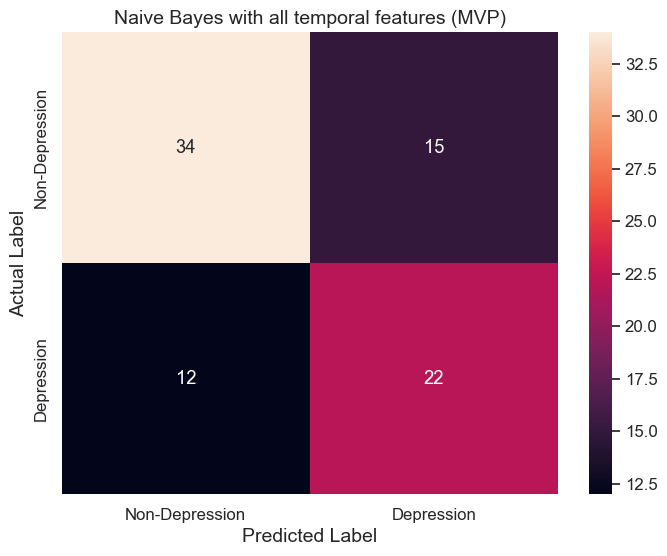 Naive Bayes with all temporal features (MVP)
Actual Label
Non-Depression
Depression
34
15
12
22
Non-Depression
Depression
Predicted Label
32.5
30.0
27.5
25.0
22.5
20.0
17.5
15.0
12.5